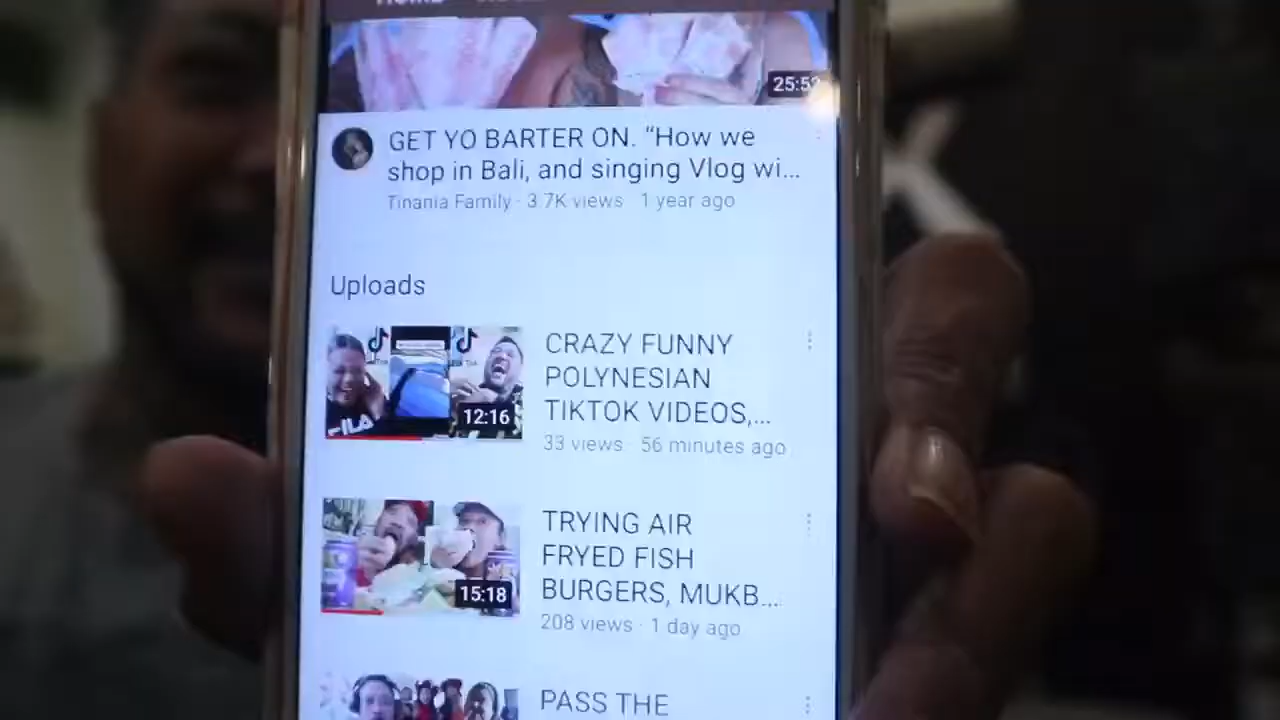 25:52
GET YO BARTER ON. “How we
shop in Bali, and singing Vlog wi...
Tinania Family · 3.7K views · 1 year ago
Uploads
CRAZY FUNNY
POLYNESIAN
TIKTOK VIDEOS,...
12:16
33 views · 56 minutes ago
TRYING AIR
FRYED FISH
BURGERS, MUKB...
15:18
208 views · 1 day ago
PASS THE